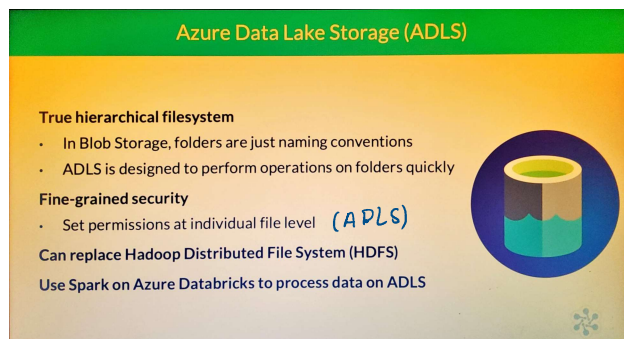 Azure Data Lake Storage (ADLS)
True hierarchical filesystem
· In Blob Storage, folders are just naming conventions
· ADLS is designed to perform operations on folders quickly
Fine-grained security
· Set permissions at individual file level (ADLS)
Can replace Hadoop Distributed File System (HDFS)
Use Spark on Azure Databricks to process data on ADLS